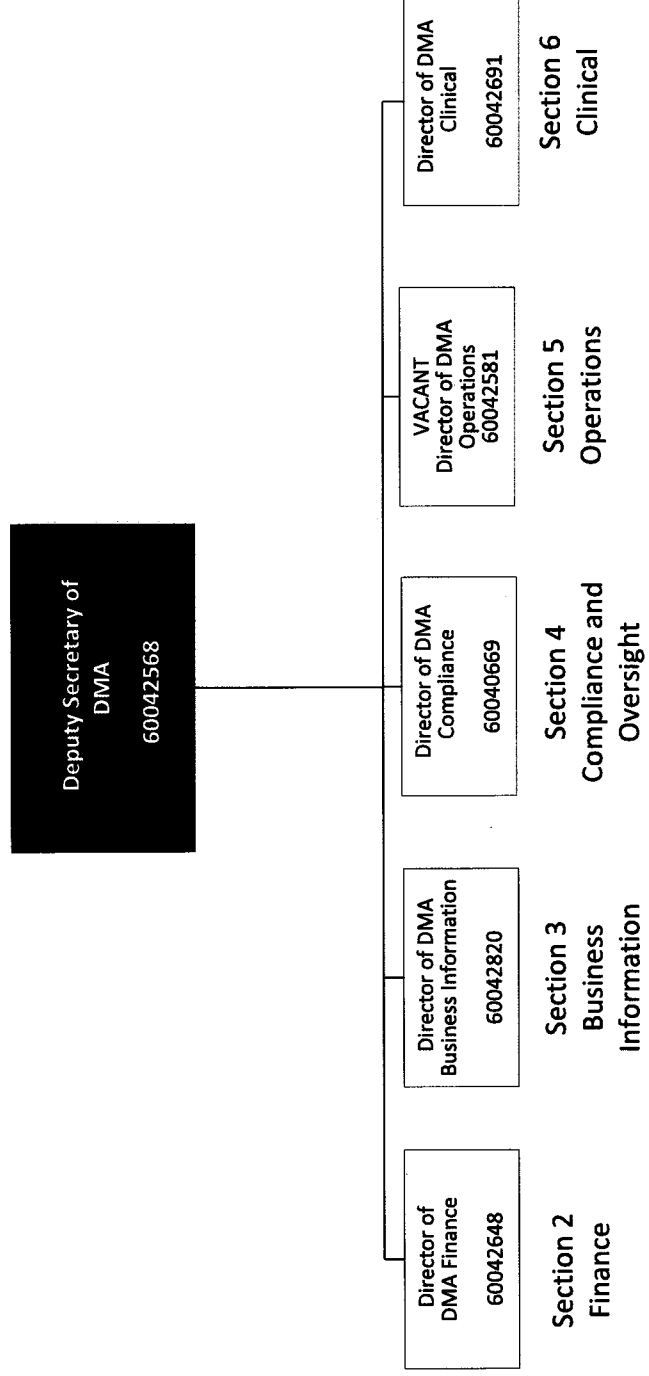 Deputy Secretary of
DMA
60042568
Director of
DMA Finance
60042648
Section 2
Finance
Director of DMA
Business Information
60042820
Section 3
Business
Information
Director of DMA
Compliance
60040669
Section 4
Compliance and
Oversight
VACANT
Director of DMA
Operations
60042581
Section 5
Operations
Director of DMA
Clinical
60042691
Section 6
Clinical